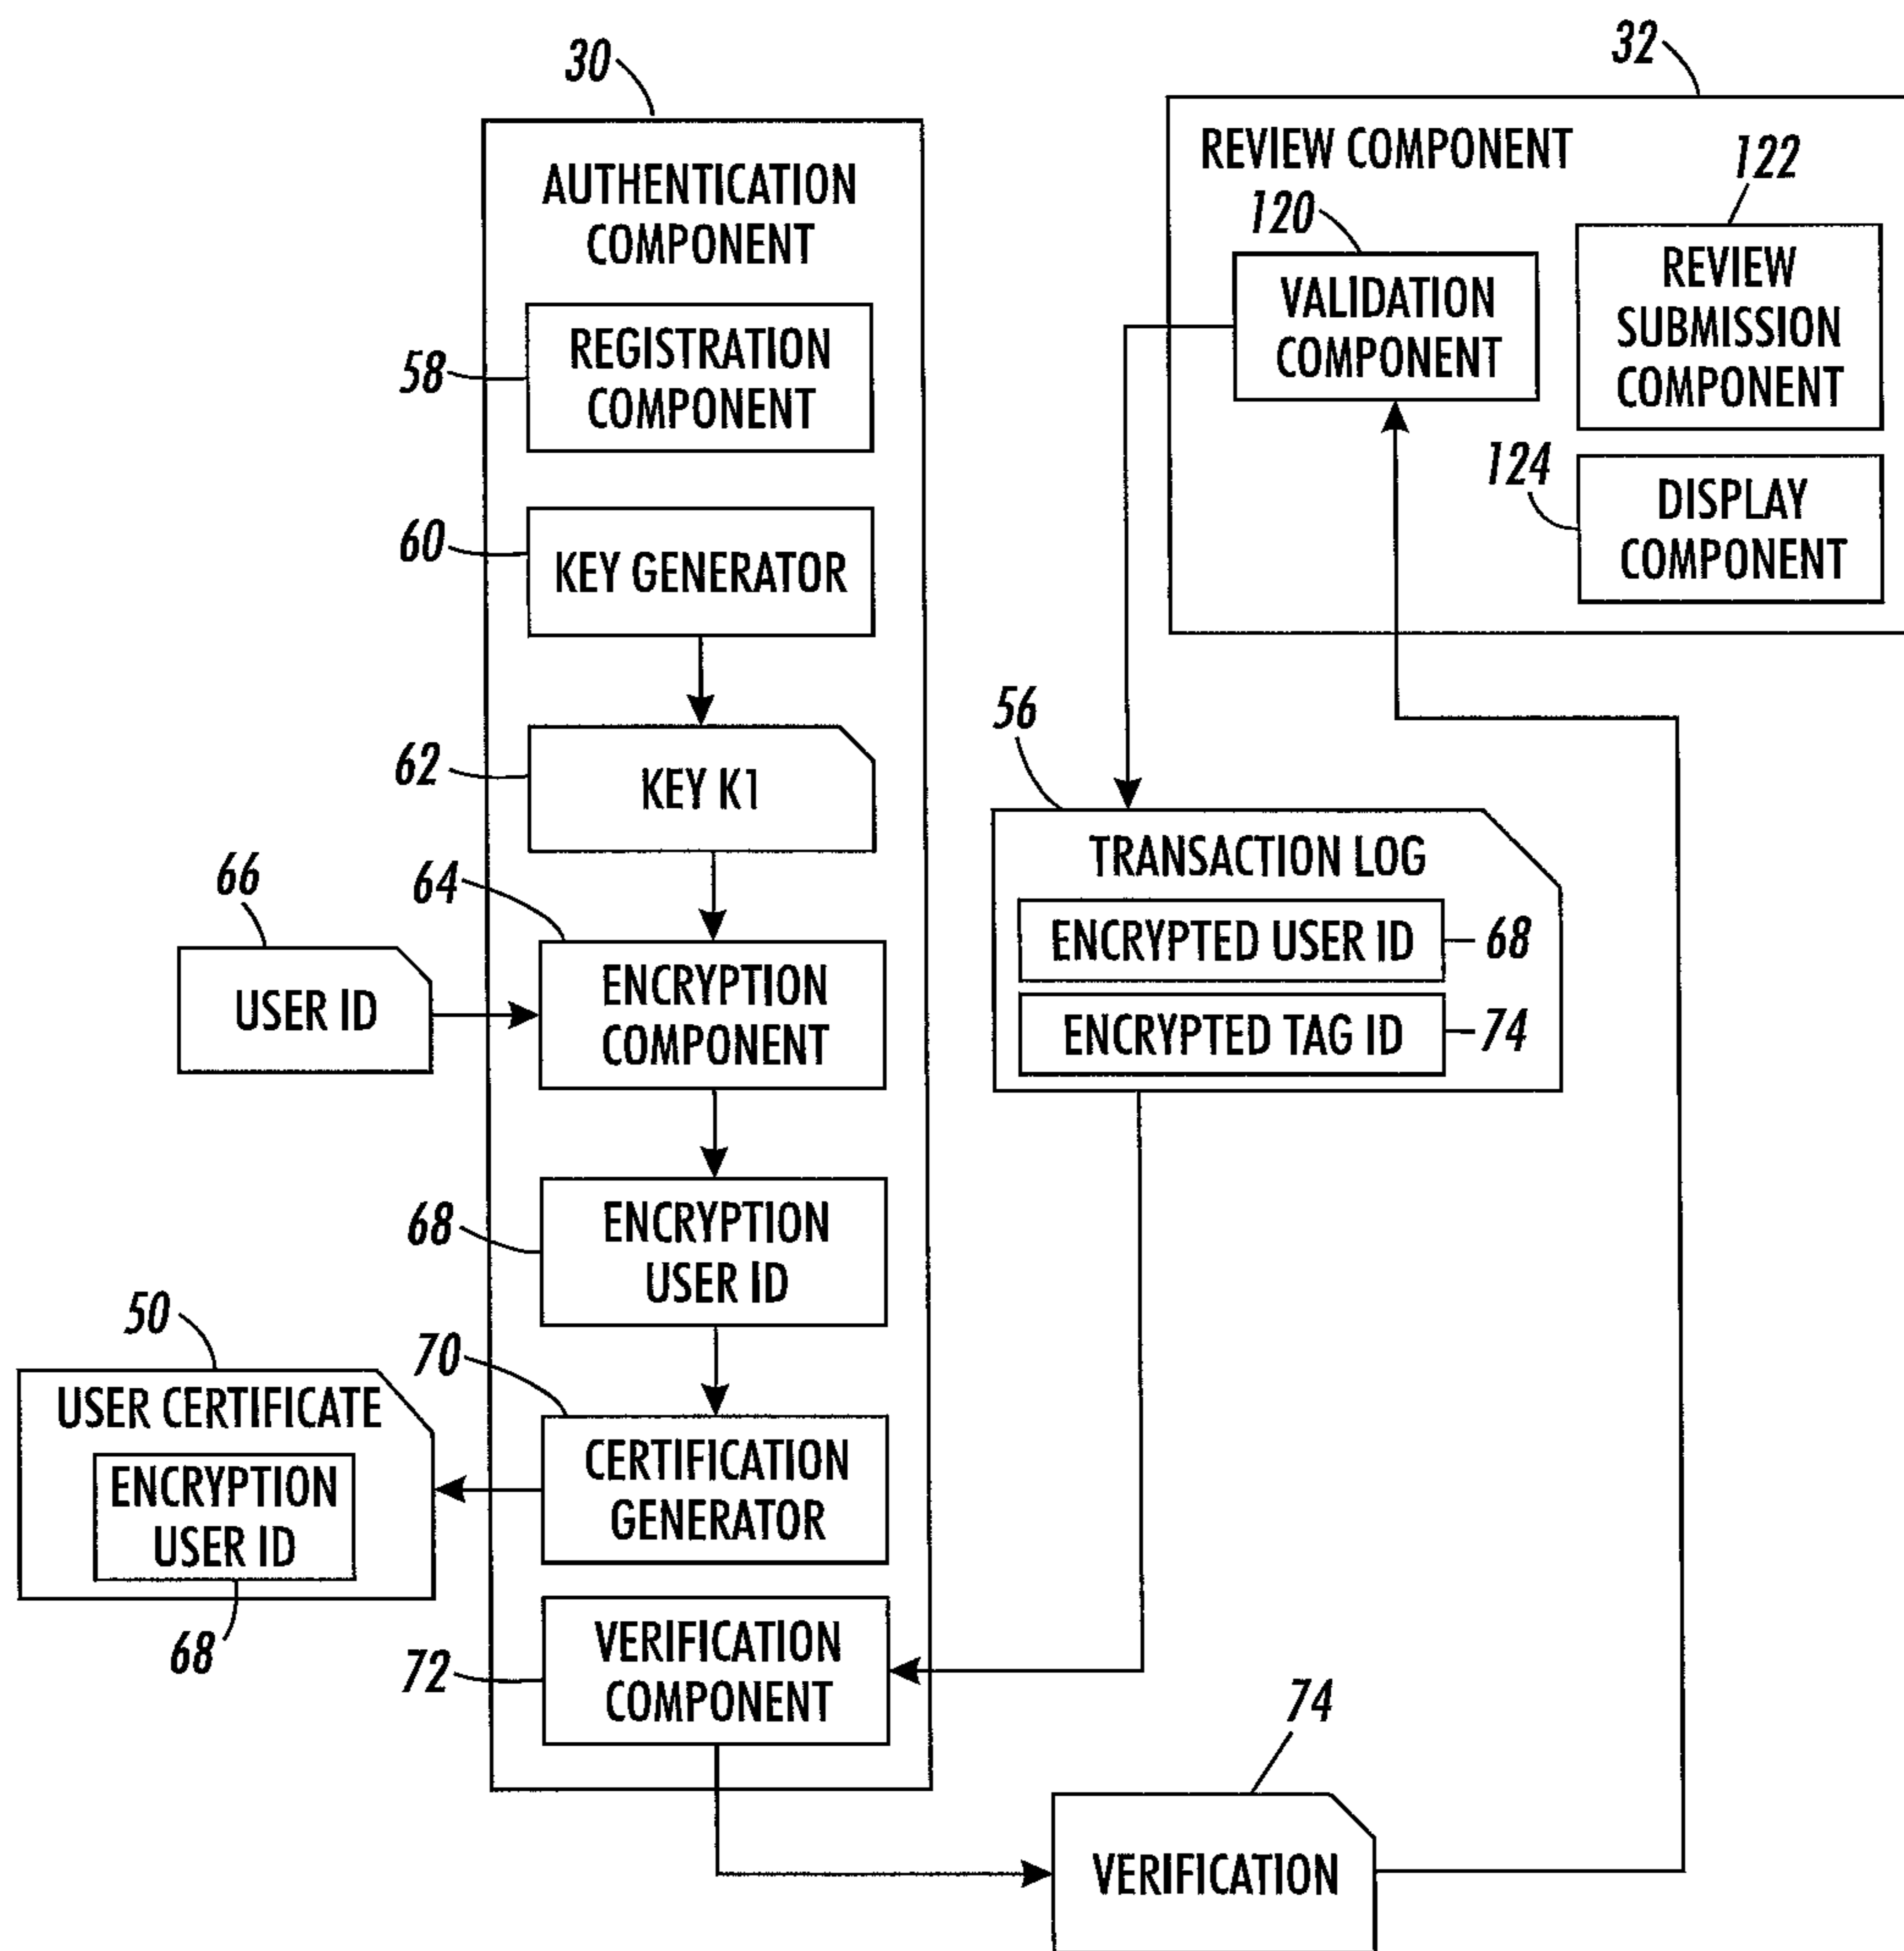 30
AUTHENTICATION
COMPONENT
58
REGISTRATION
COMPONENT
60
KEY GENERATOR
62
KEY K1
66
USER ID
64
ENCRYPTION
COMPONENT
68
ENCRYPTION
USER ID
50
USER CERTIFICATE
ENCRYPTION
USER ID
68
70
CERTIFICATION
GENERATOR
72
VERIFICATION
COMPONENT
32
REVIEW COMPONENT
120
VALIDATION
COMPONENT
122
REVIEW
SUBMISSION
COMPONENT
124
DISPLAY
COMPONENT
56
TRANSACTION LOG
ENCRYPTED USER ID
68
ENCRYPTED TAG ID
74
74
VERIFICATION